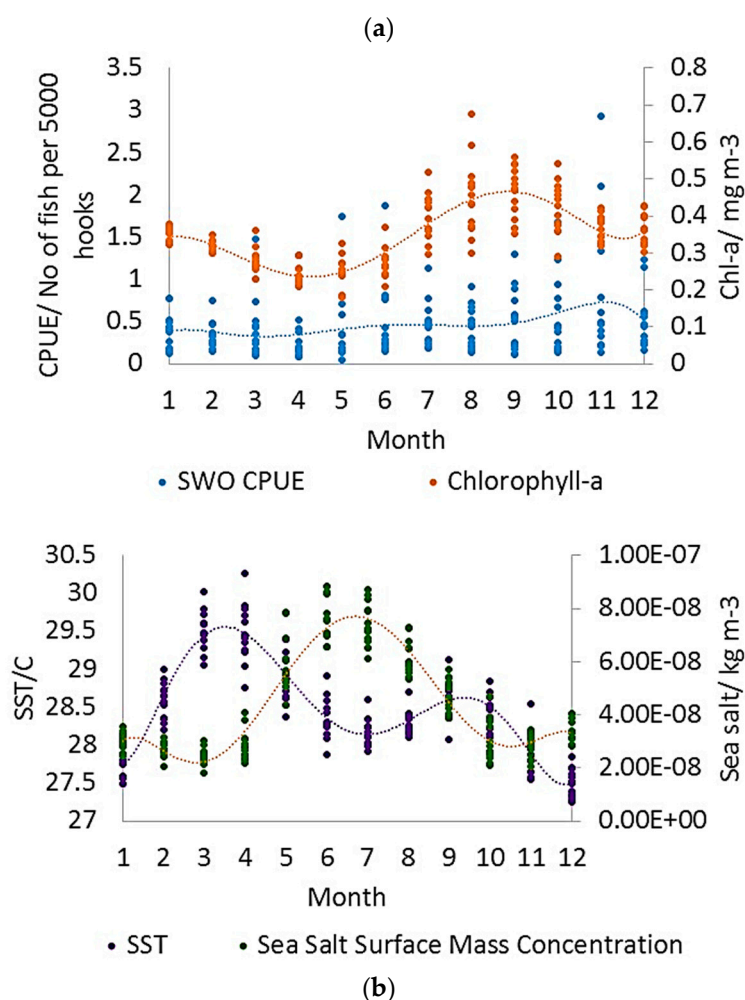 (a)
3.5
3
2.5
2
1.5
1
0.5
0
CPUE/ No of fish per 5000
hooks
0.8
0.7
0.6
0.5
0.4
0.3
0.2
0.1
0
Chl-a/ mg m-3
1 2 3 4 5 6 7 8 9 10 11 12
Month
SWO CPUE Chlorophyll-a
30.5
30
29.5
29
28.5
28
27.5
27
SST/C
1.00E-07
8.00E-08
6.00E-08
4.00E-08
2.00E-08
0.00E+00
Sea salt/ kg m-3
1 2 3 4 5 6 7 8 9 10 11 12
Month
SST Sea Salt Surface Mass Concentration
(b)